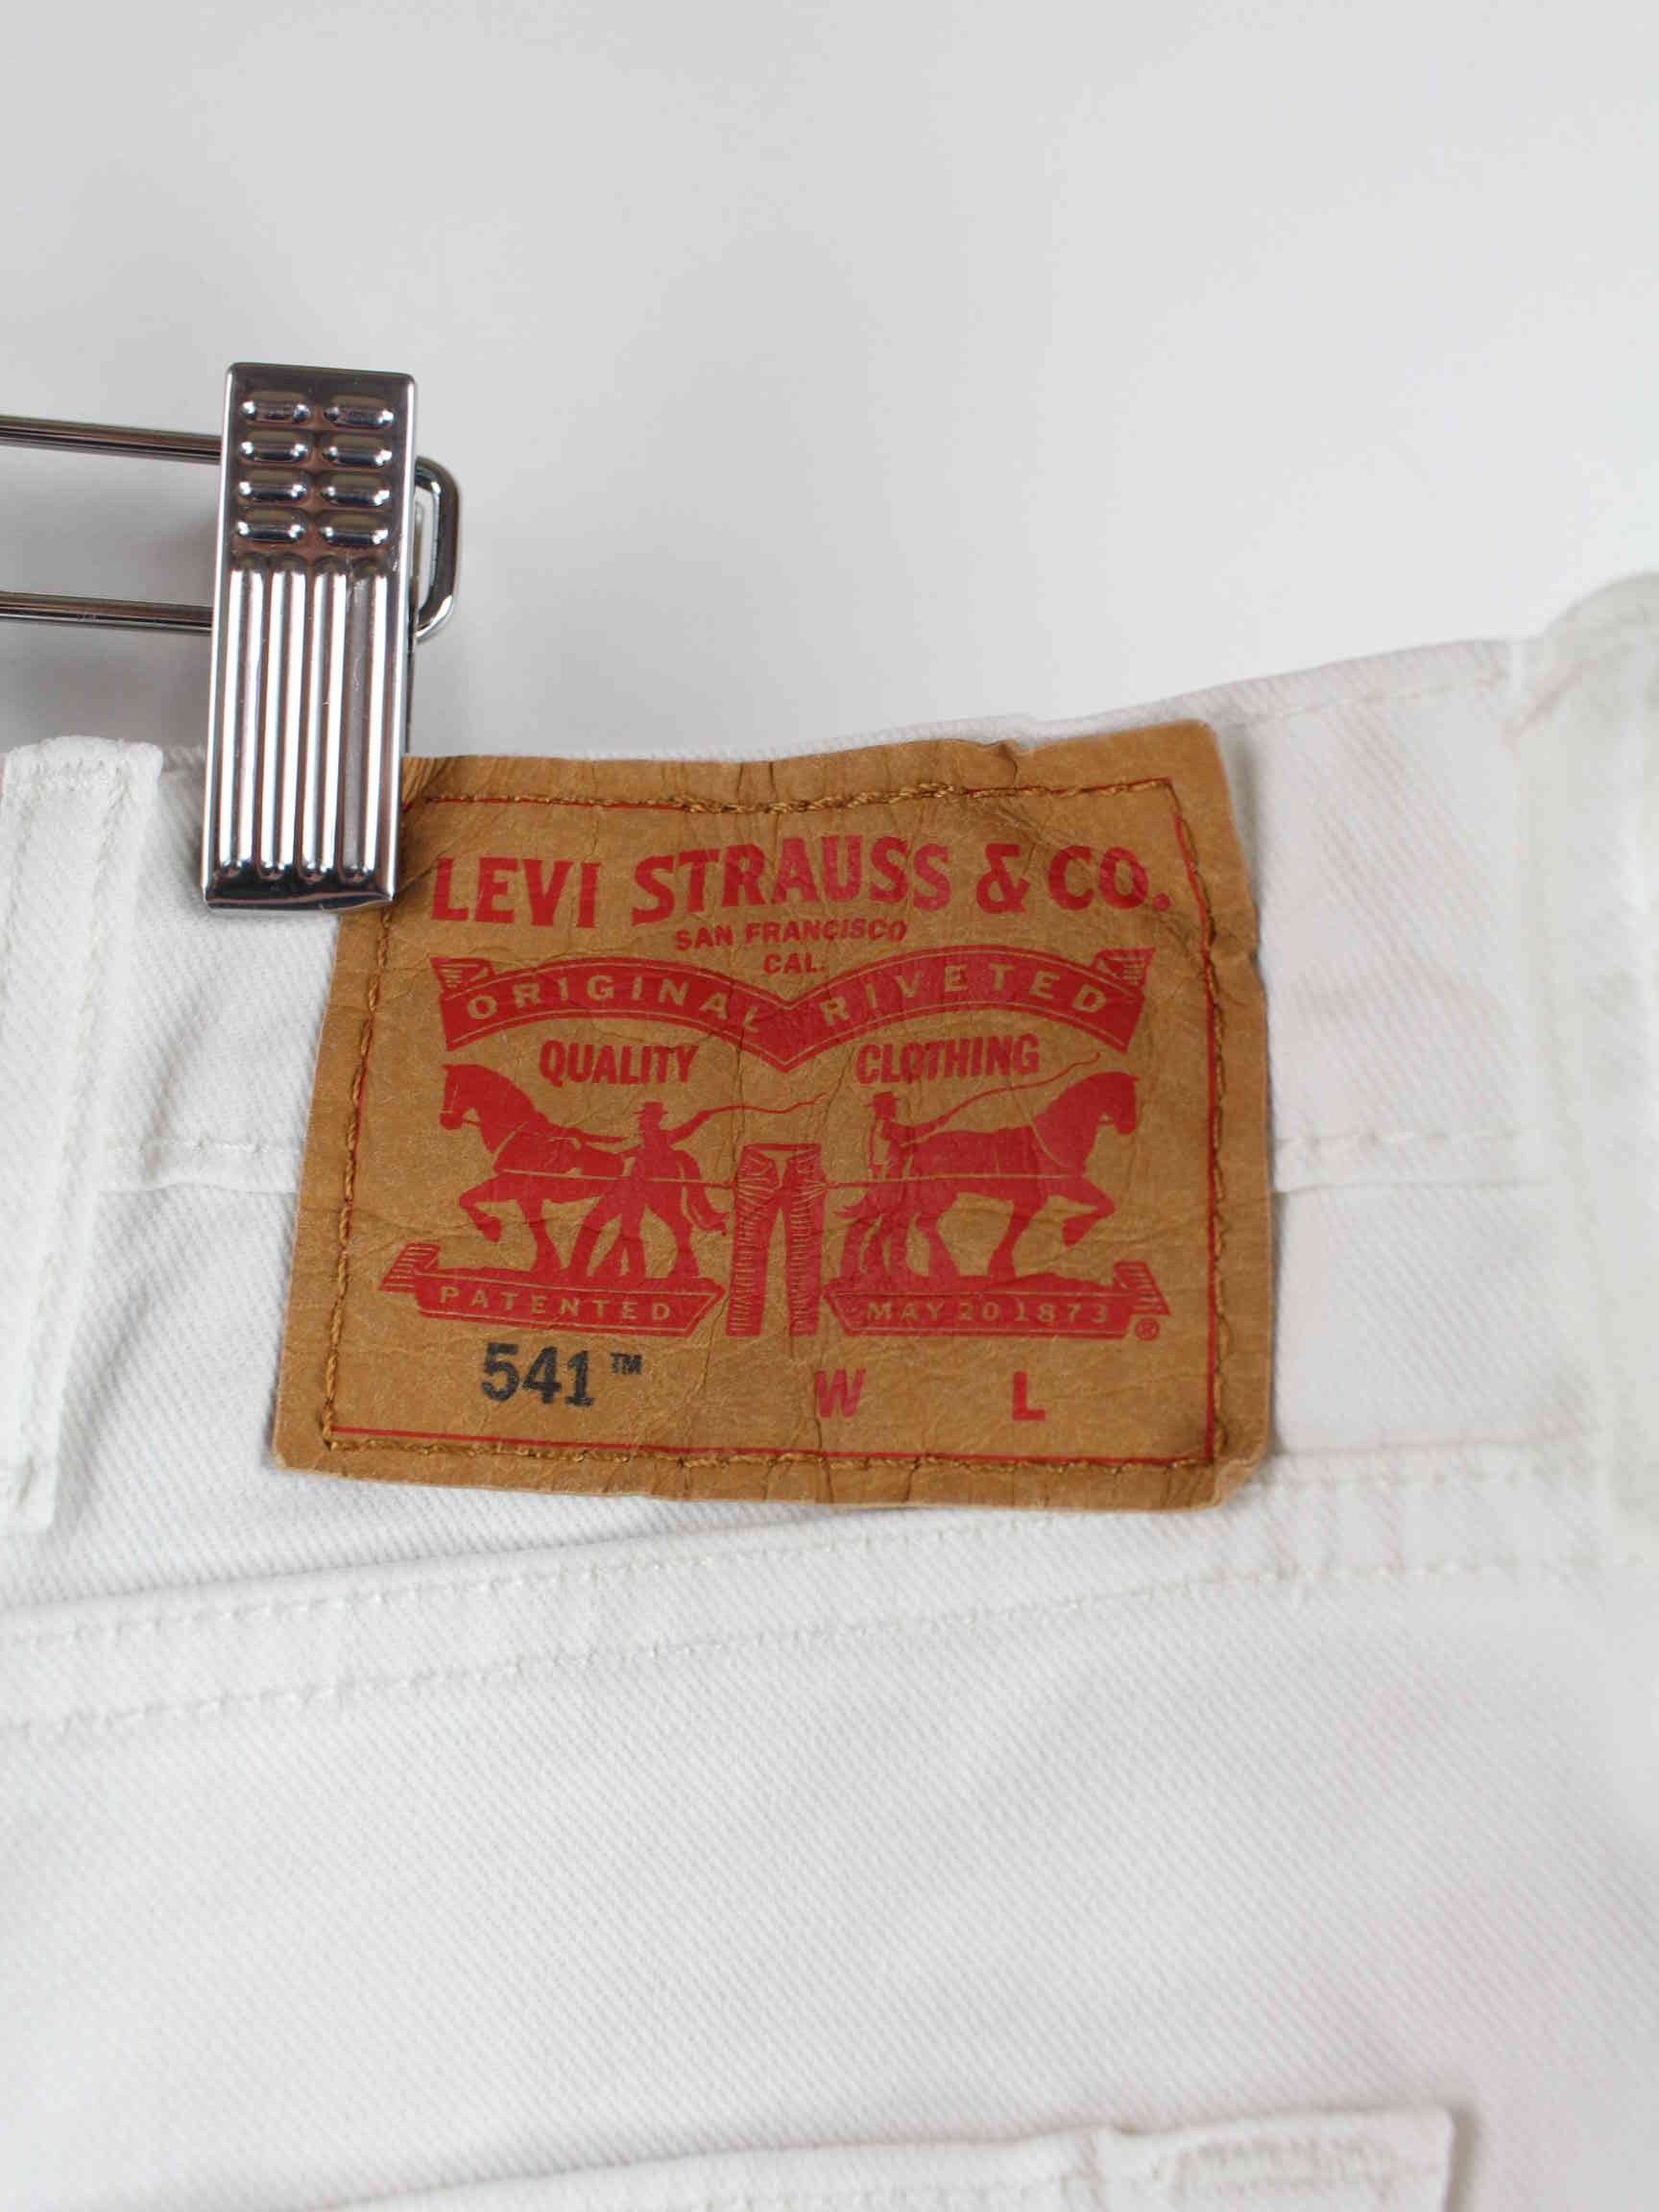 LEVI STRAUSS & CO.
SAN FRANCISCO
CAL.
ORIGINAL RIVETED
QUALITY CLOTHING
PATENTED MAY 20 1873 ®
541™ W L